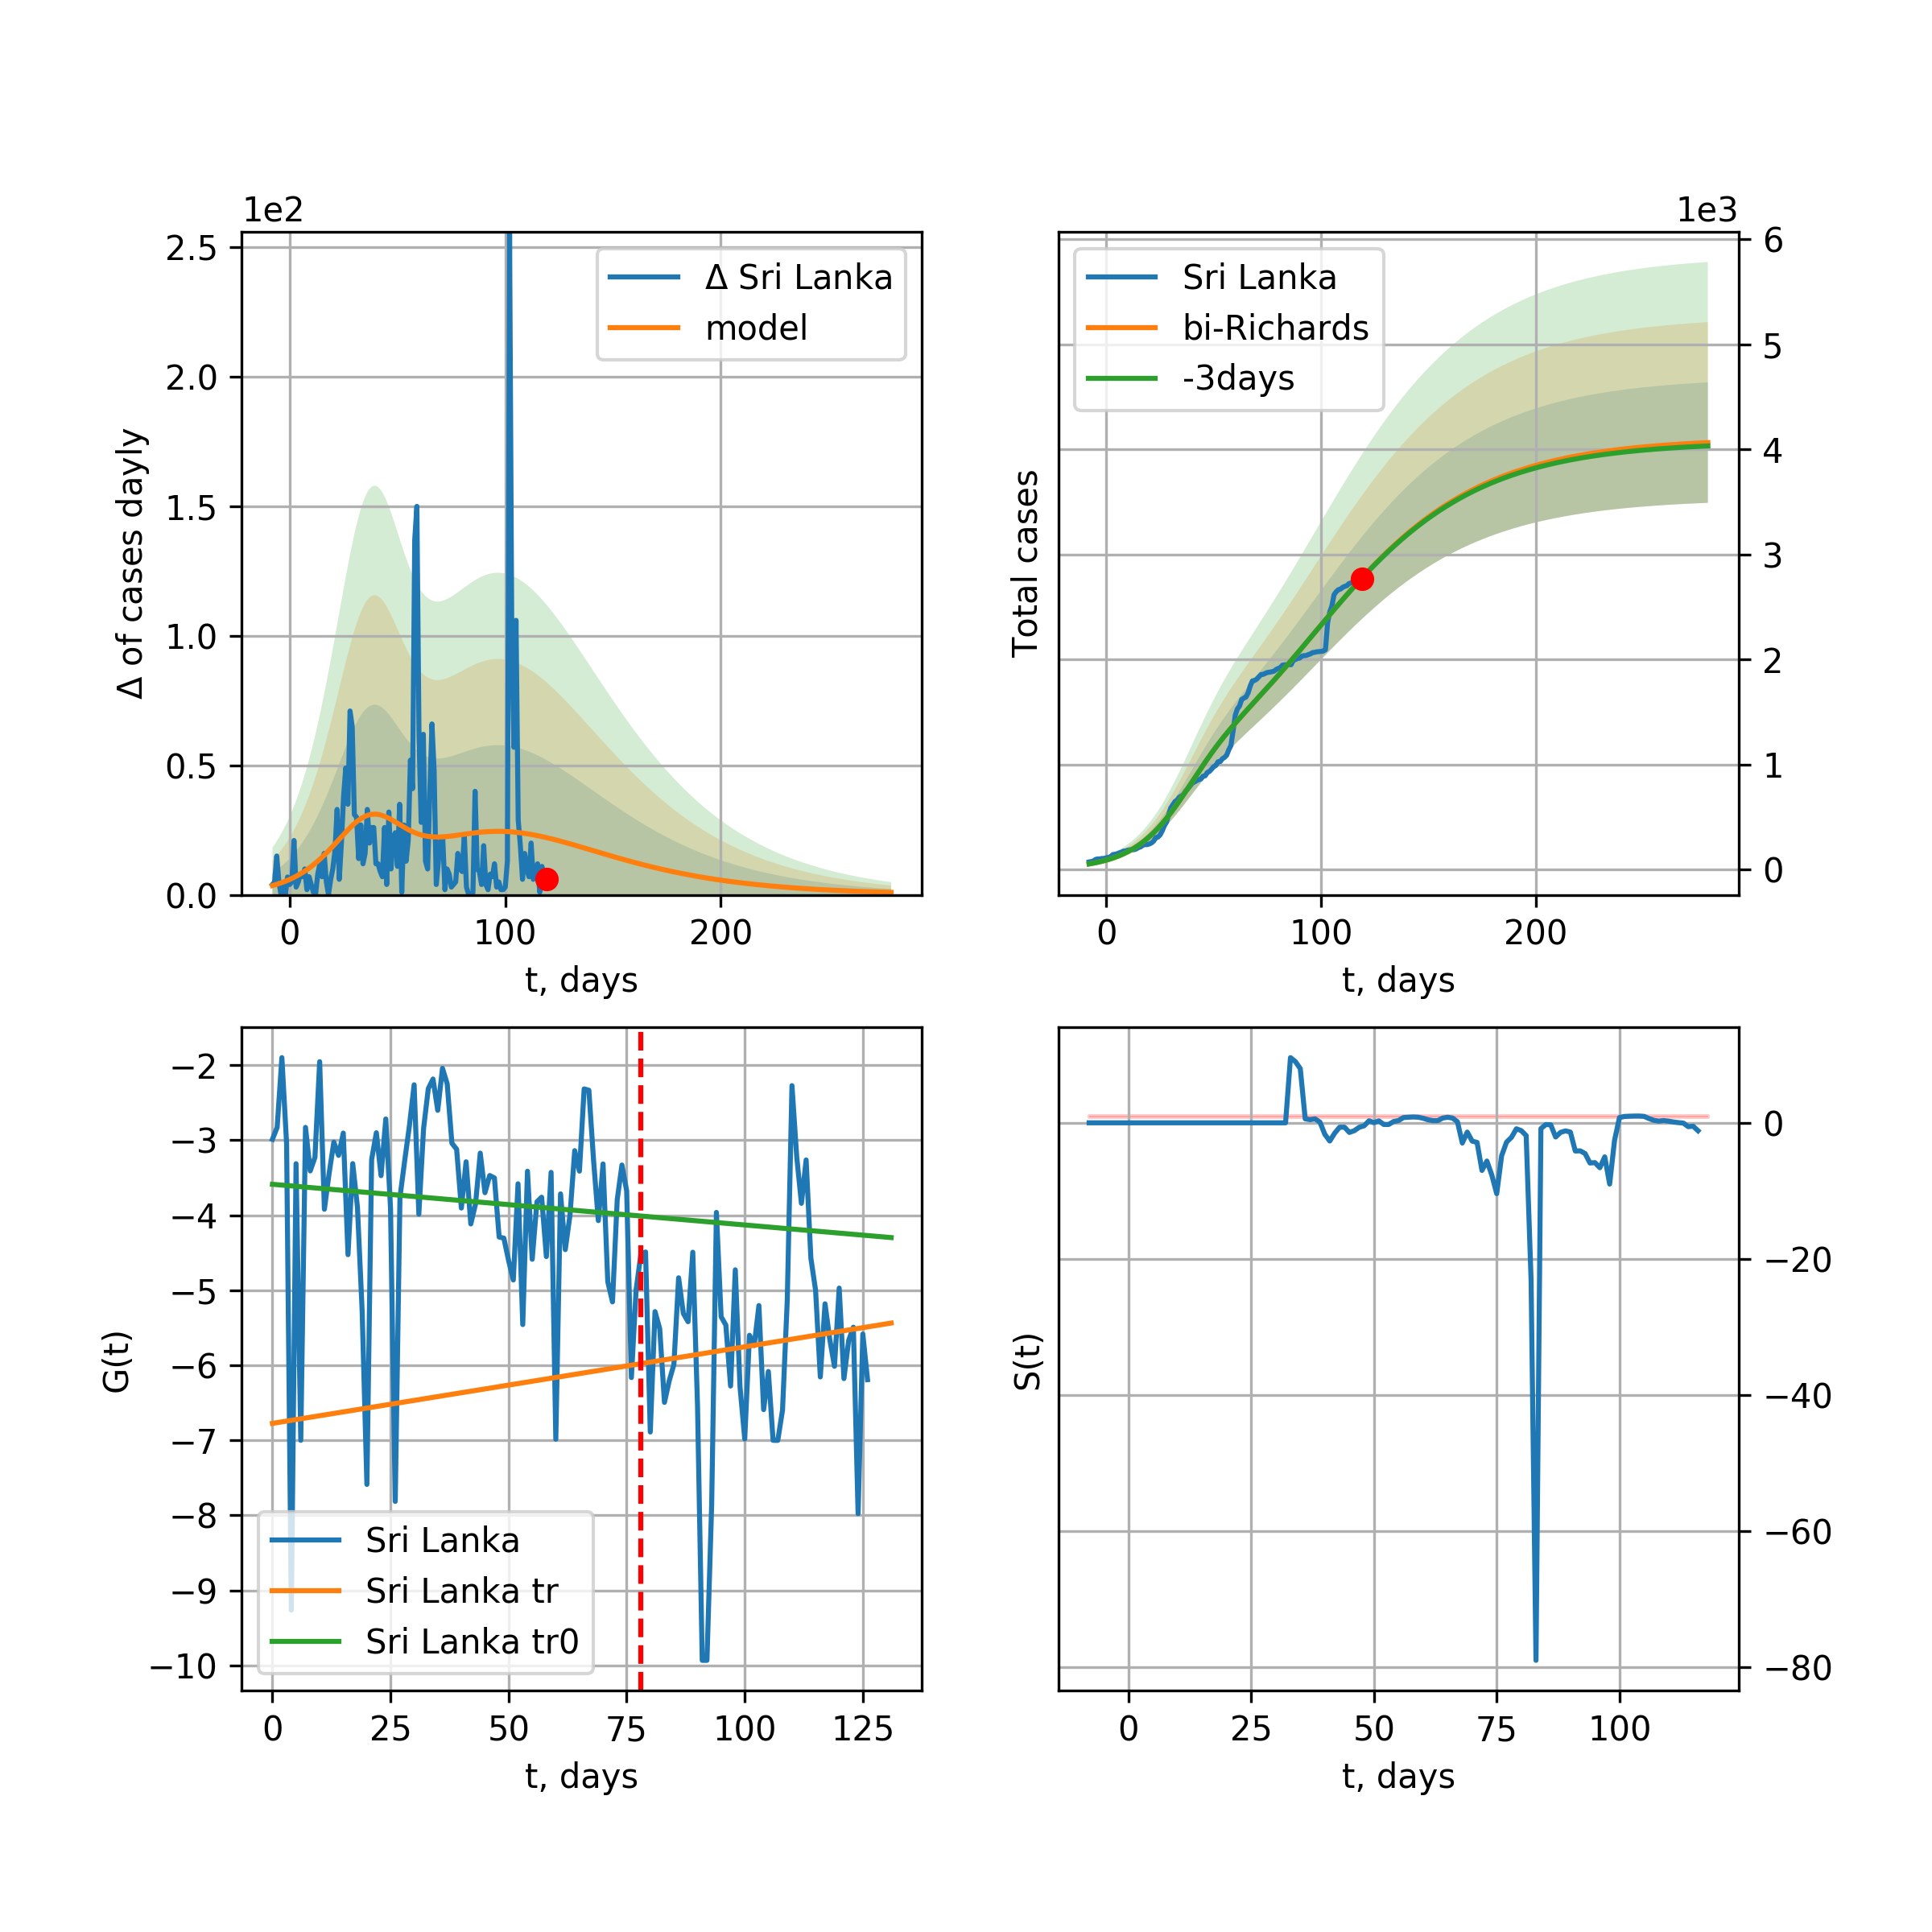 1e2
2.5
2.0
1.5
1.0
0.5
0.0
Δ of cases dayly
Δ Sri Lanka
model
0 100 200
t, days
1e3
6
5
4
3
2
1
0
Total cases
Sri Lanka
bi-Richards
-3days
0 100 200
t, days
−2
−3
−4
−5
−6
−7
−8
−9
−10
G(t)
Sri Lanka
Sri Lanka tr
Sri Lanka tr0
0 25 50 75 100 125
t, days
S(t)
0
−20
−40
−60
−80
0 25 50 75 100
t, days